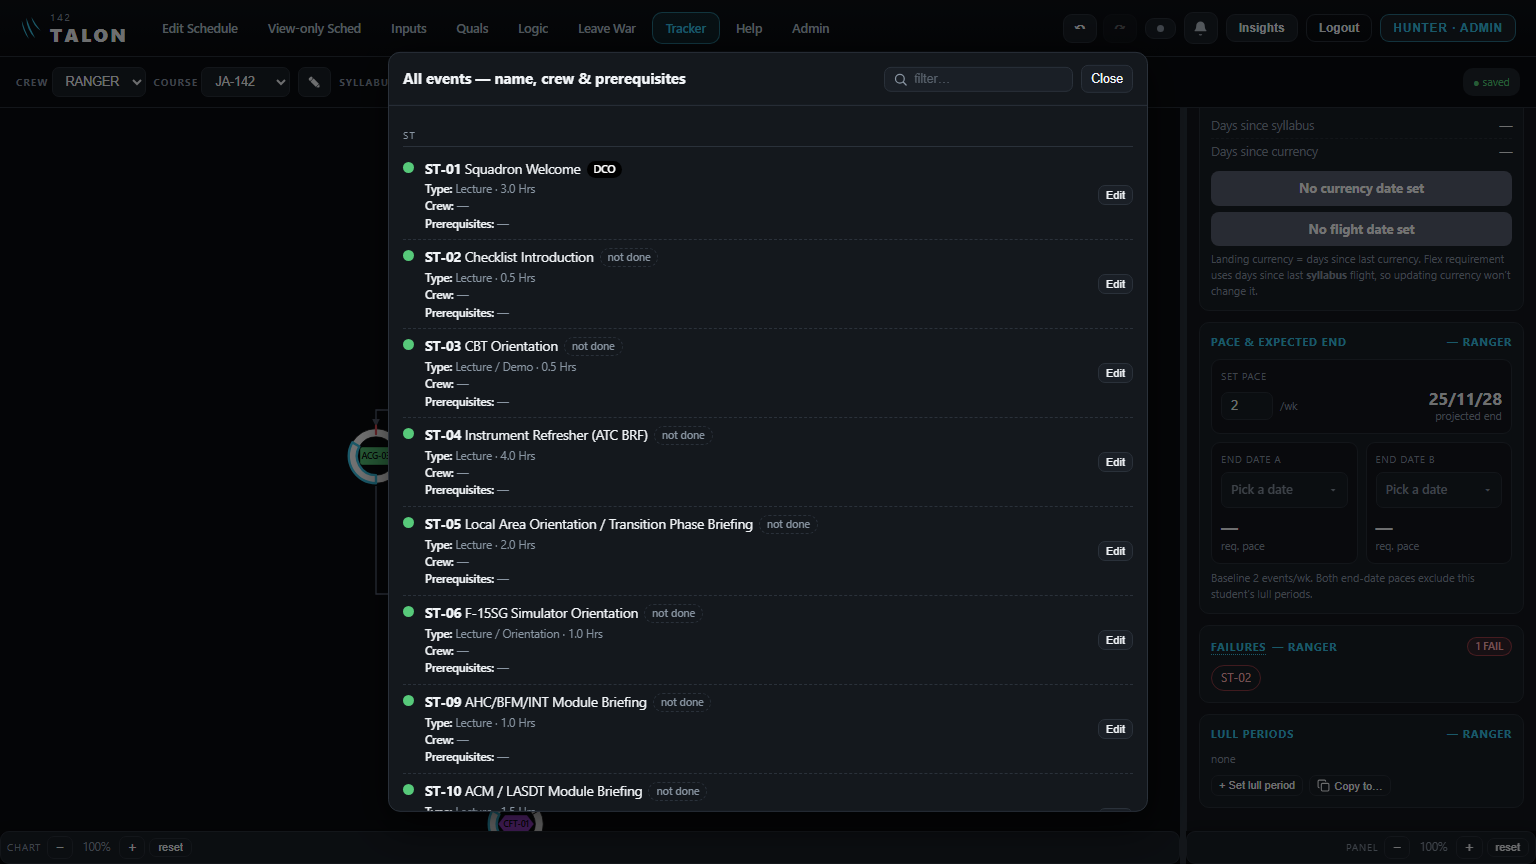 142
TALON
Edit Schedule
View-only Sched
Inputs
Quals
Logic
Leave War
Tracker
Help
Admin
Insights
Logout
HUNTER · ADMIN
CREW
RANGER
COURSE
JA-142
SYLLABU
saved
All events — name, crew & prerequisites
filter...
Close
ST
ST-01 Squadron Welcome DCO
Type: Lecture · 3.0 Hrs
Crew: —
Prerequisites: —
Edit
ST-02 Checklist Introduction not done
Type: Lecture · 0.5 Hrs
Crew: —
Prerequisites: —
Edit
ST-03 CBT Orientation not done
Type: Lecture / Demo · 0.5 Hrs
Crew: —
Prerequisites: —
Edit
ST-04 Instrument Refresher (ATC BRF) not done
Type: Lecture · 4.0 Hrs
Crew: —
Prerequisites: —
Edit
ST-05 Local Area Orientation / Transition Phase Briefing not done
Type: Lecture · 2.0 Hrs
Crew: —
Prerequisites: —
Edit
ST-06 F-15SG Simulator Orientation not done
Type: Lecture / Orientation · 1.0 Hrs
Crew: —
Prerequisites: —
Edit
ST-09 AHC/BFM/INT Module Briefing not done
Type: Lecture · 1.0 Hrs
Crew: —
Prerequisites: —
Edit
ST-10 ACM / LASDT Module Briefing not done
Type: Lecture · 1.5 Hrs
ACG-03
CFT-01
Days since syllabus —
Days since currency —
No currency date set
No flight date set
Landing currency = days since last currency. Flex requirement
uses days since last syllabus flight, so updating currency won't
change it.
PACE & EXPECTED END — RANGER
SET PACE
2 /wk
25/11/28
projected end
END DATE A
Pick a date
—
req. pace
END DATE B
Pick a date
—
req. pace
Baseline 2 events/wk. Both end-date paces exclude this
student's lull periods.
FAILURES — RANGER
1 FAIL
ST-02
LULL PERIODS — RANGER
none
+ Set lull period
Copy to...
CHART − 100% + reset
PANEL − 100% + reset